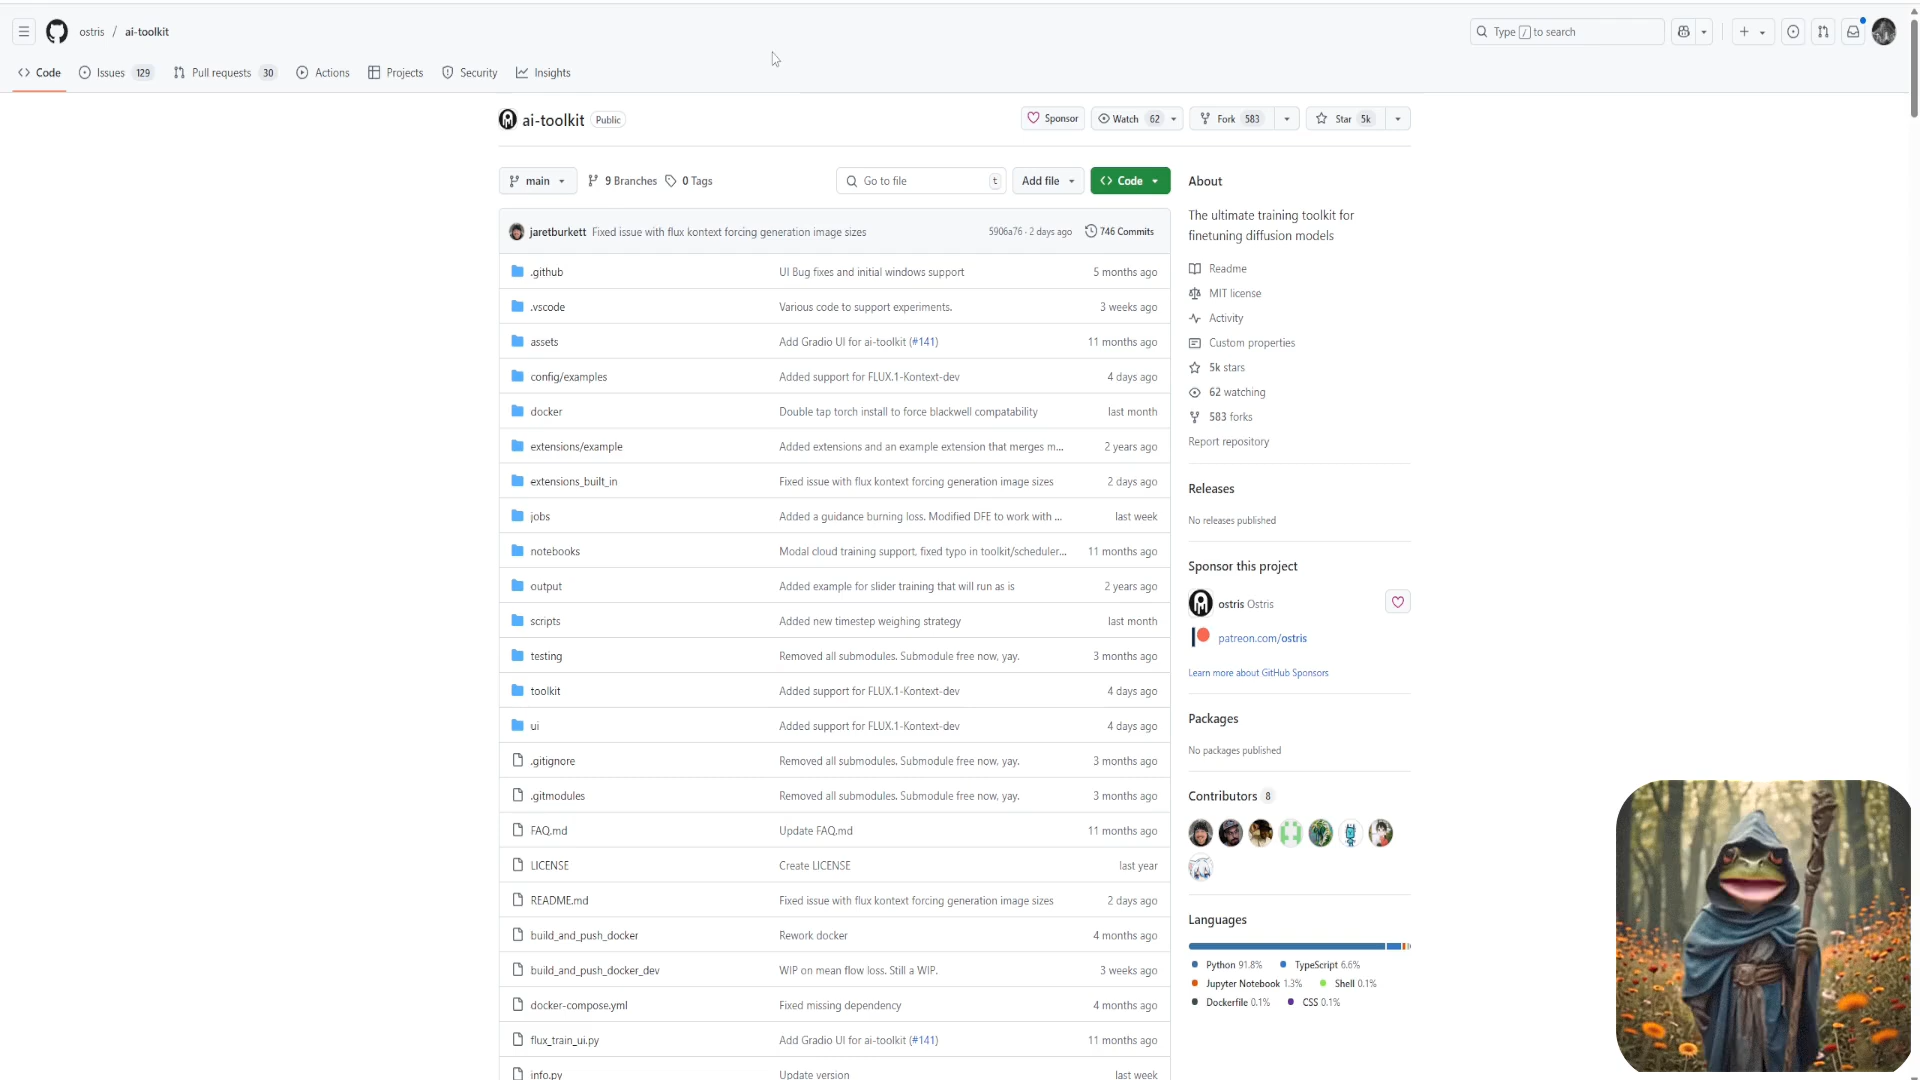 ostris / ai-toolkit
Type / to search
Code
Issues 129
Pull requests 30
Actions
Projects
Security
Insights
ai-toolkit Public
Sponsor
Watch 62
Fork 583
Star 5k
main
9 Branches
0 Tags
Go to file t
Add file
Code
jaretburkett Fixed issue with flux kontext forcing generation image sizes 5906a76 · 2 days ago 746 Commits
.github UI Bug fixes and initial windows support 5 months ago
.vscode Various code to support experiments. 3 weeks ago
assets Add Gradio UI for ai-toolkit (#141) 11 months ago
config/examples Added support for FLUX.1-Kontext-dev 4 days ago
docker Double tap torch install to force blackwell compatability last month
extensions/example Added extensions and an example extension that merges m... 2 years ago
extensions_built_in Fixed issue with flux kontext forcing generation image sizes 2 days ago
jobs Added a guidance burning loss. Modified DFE to work with ... last week
notebooks Modal cloud training support. fixed typo in toolkit/scheduler... 11 months ago
output Added example for slider training that will run as is 2 years ago
scripts Added new timestep weighing strategy last month
testing Removed all submodules. Submodule free now, yay. 3 months ago
toolkit Added support for FLUX.1-Kontext-dev 4 days ago
ui Added support for FLUX.1-Kontext-dev 4 days ago
.gitignore Removed all submodules. Submodule free now, yay. 3 months ago
.gitmodules Removed all submodules. Submodule free now, yay. 3 months ago
FAQ.md Update FAQ.md 11 months ago
LICENSE Create LICENSE last year
README.md Fixed issue with flux kontext forcing generation image sizes 2 days ago
build_and_push_docker Rework docker 4 months ago
build_and_push_docker_dev WIP on mean flow loss. Still a WIP. 3 weeks ago
docker-compose.yml Fixed missing dependency 4 months ago
flux_train_ui.py Add Gradio UI for ai-toolkit (#141) 11 months ago
info.py Update version last week
About
The ultimate training toolkit for
finetuning diffusion models
Readme
MIT license
Activity
Custom properties
5k stars
62 watching
583 forks
Report repository
Releases
No releases published
Sponsor this project
ostris Ostris
patreon.com/ostris
Learn more about GitHub Sponsors
Packages
No packages published
Contributors 8
Languages
Python 91.8% TypeScript 6.6%
Jupyter Notebook 1.3% Shell 0.1%
Dockerfile 0.1% CSS 0.1%